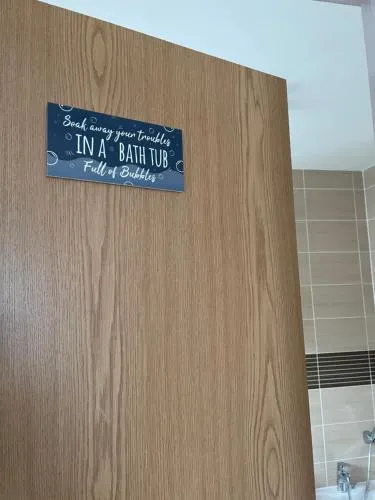 Soak away your troubles
IN A BATH TUB
Full of Bubbles